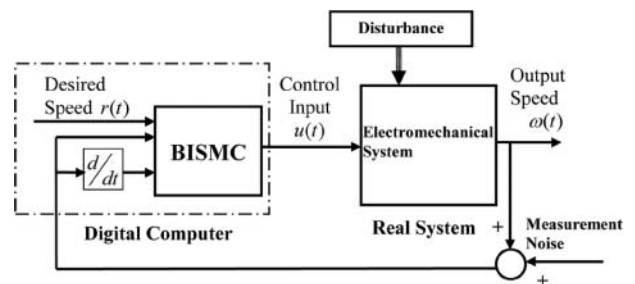 Disturbance
Desired
Speed r(t)
BISMC
d/dt
Digital Computer
Control
Input
u(t)
Electromechanical
System
Real System
Output
Speed
ω(t)
+
Measurement
Noise
+